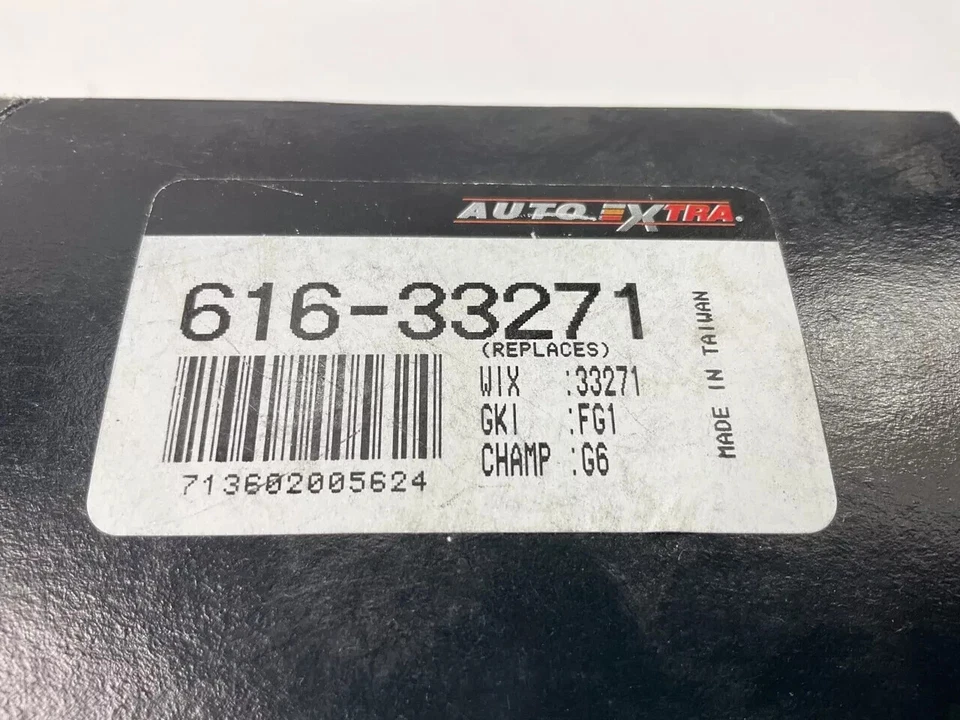 AUTO EXTRA.
616-33271
(REPLACES)
WIX :33271
GKI :FG1
CHAMP :G6
713602005624
MADE IN TAIWAN